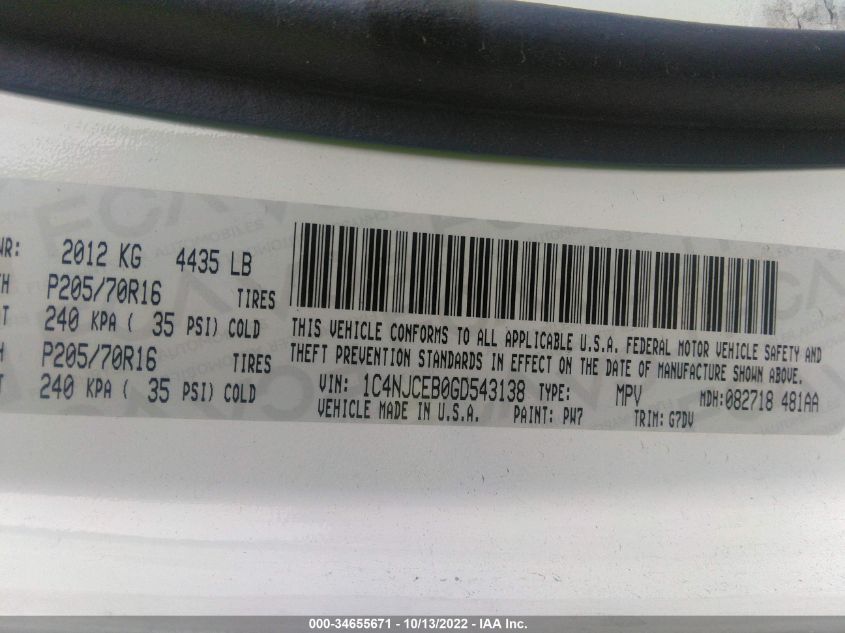 WR: 2012 KG 4435 LB
TH P205/70R16 TIRES
T 240 KPA ( 35 PSI) COLD
H P205/70R16 TIRES
T 240 KPA ( 35 PSI) COLD
THIS VEHICLE CONFORMS TO ALL APPLICABLE U.S.A. FEDERAL MOTOR VEHICLE SAFETY AND
THEFT PREVENTION STANDARDS IN EFFECT ON THE DATE OF MANUFACTURE SHOWN ABOVE.
VIN: 1C4NJCEB0GD543138 TYPE: MPV MDH:082718 481AA
VEHICLE MADE IN U.S.A. PAINT: PW7 TRIM: G7DV
000-34655671 - 10/13/2022 - IAA Inc.